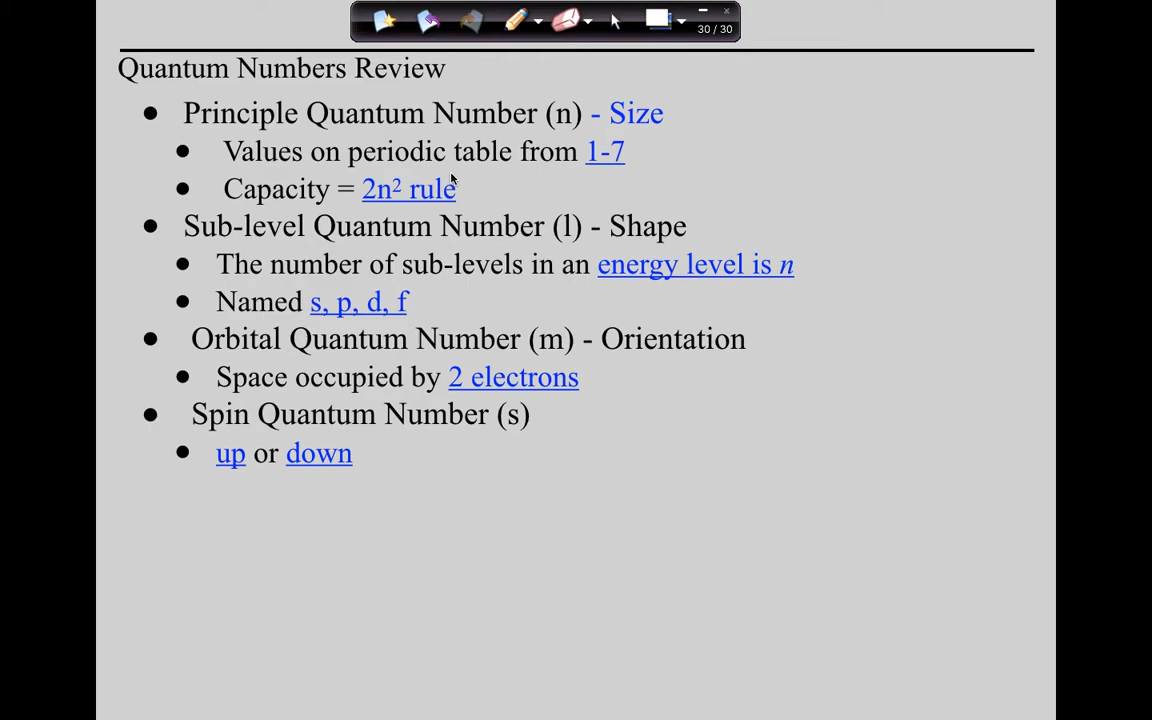 30 / 30
Quantum Numbers Review
● Principle Quantum Number (n) - Size
● Values on periodic table from 1-7
● Capacity = 2n² rule
● Sub-level Quantum Number (l) - Shape
● The number of sub-levels in an energy level is n
● Named s, p, d, f
● Orbital Quantum Number (m) - Orientation
● Space occupied by 2 electrons
● Spin Quantum Number (s)
● up or down